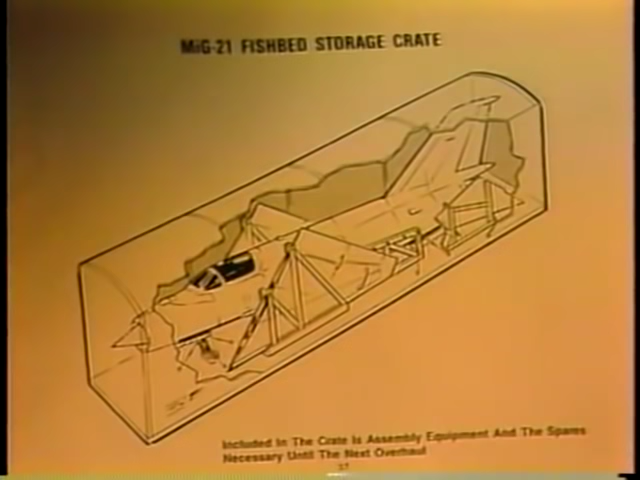 MiG-21 FISHBED STORAGE CRATE
Included In The Crate Is Assembly Equipment And The Spares
Necessary Until The Next Overhaul